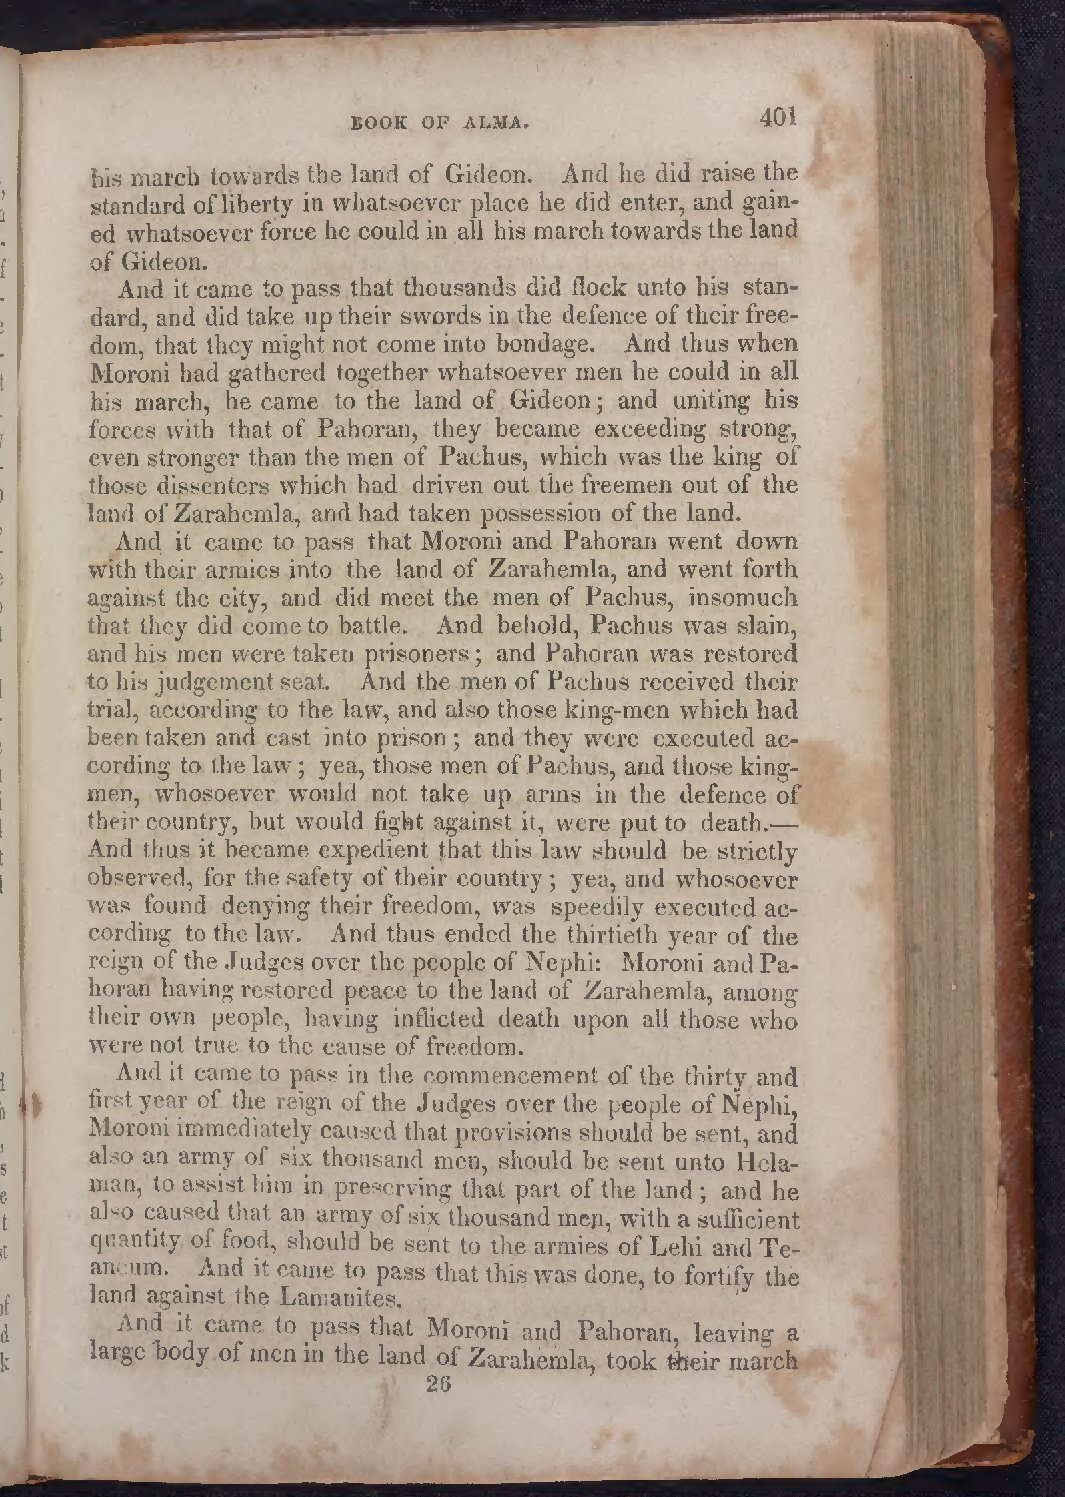 BOOK OF ALMA. 401
his march towards the land of Gideon. And he did raise the
standard of liberty in whatsoever place he did enter, and gain-
ed whatsoever force he could in all his march towards the land
of Gideon.
And it came to pass that thousands did flock unto his stan-
dard, and did take up their swords in the defence of their free-
dom, that they might not come into bondage. And thus when
Moroni had gathered together whatsoever men he could in all
his march, he came to the land of Gideon; and uniting his
forces with that of Pahoran, they became exceeding strong,
even stronger than the men of Pachus, which was the king of
those dissenters which had driven out the freemen out of the
land of Zarahemla, and had taken possession of the land.
And it came to pass that Moroni and Pahoran went down
with their armies into the land of Zarahemla, and went forth
against the city, and did meet the men of Pachus, insomuch
that they did come to battle. And behold, Pachus was slain,
and his men were taken prisoners; and Pahoran was restored
to his judgement seat. And the men of Pachus received their
trial, according to the law, and also those king-men which had
been taken and cast into prison; and they were executed ac-
cording to the law; yea, those men of Pachus, and those king-
men, whosoever would not take up arms in the defence of
their country, but would fight against it, were put to death.—
And thus it became expedient that this law should be strictly
observed, for the safety of their country; yea, and whosoever
was found denying their freedom, was speedily executed ac-
cording to the law. And thus ended the thirtieth year of the
reign of the Judges over the people of Nephi: Moroni and Pa-
horan having restored peace to the land of Zarahemla, among
their own people, having inflicted death upon all those who
were not true to the cause of freedom.
And it came to pass in the commencement of the thirty and
first year of the reign of the Judges over the people of Nephi,
Moroni immediately caused that provisions should be sent, and
also an army of six thousand men, should be sent unto Hela-
man, to assist him in preserving that part of the land; and he
also caused that an army of six thousand men, with a sufficient
quantity of food, should be sent to the armies of Lehi and Te-
ancum. And it came to pass that this was done, to fortify the
land against the Lamanites.
And it came to pass that Moroni and Pahoran, leaving a
large body of men in the land of Zarahemla, took their march
26